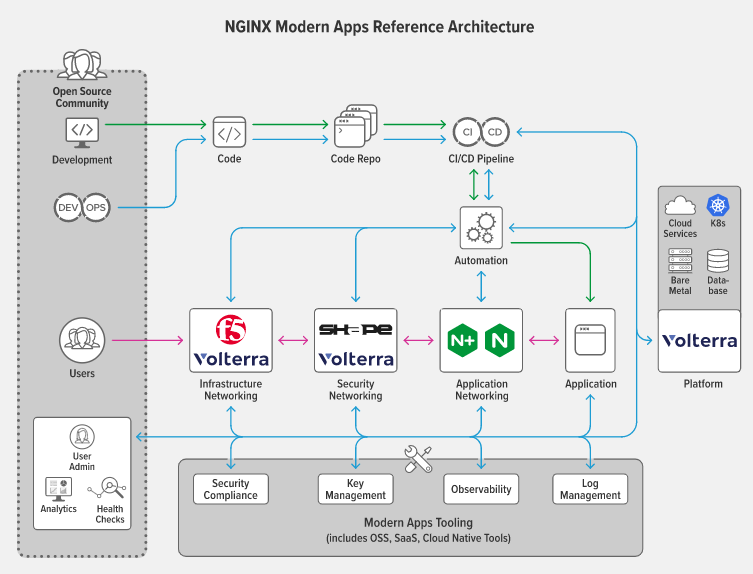 NGINX Modern Apps Reference Architecture
Open Source
Community
</>
Development
</>
Code
Code Repo
CI CD
CI/CD Pipeline
DEV OPS
Automation
Cloud
Services
K8s
Bare
Metal
Data-
base
Users
f5
Volterra
Infrastructure
Networking
SHAPE
Volterra
Security
Networking
N+ N
Application
Networking
Application
Volterra
Platform
User
Admin
Analytics
Health
Checks
Security
Compliance
Key
Management
Observability
Log
Management
Modern Apps Tooling
(includes OSS, SaaS, Cloud Native Tools)